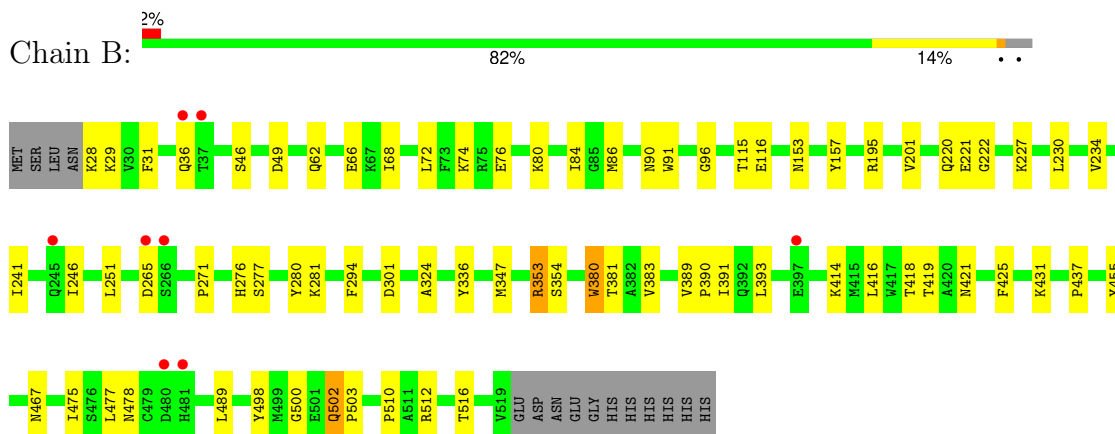 2%
Chain B:
82% 14% • •
MET SER LEU ASN K28 K29 V30 F31 Q36 T37 S46 D49 Q62 E66 K67 I68 L72 F73 K74 R75 E76 K80 I84 G85 M86 N90 W91 G96 T115 E116 N153 Y157 R195 V201 Q220 E221 G222 K227 L230 V234
I241 Q245 I246 L251 D265 S266 P271 H276 S277 Y280 K281 F294 D301 A324 Y336 M347 R353 S354 W380 T381 A382 V383 V389 P390 I391 Q392 L393 E397 K414 M415 L416 W417 T418 T419 A420 N421 F425 K431 P437
N467 I475 S476 L477 N478 C479 D480 H481 L489 Y498 M499 G500 E501 Q502 P503 P510 A511 R512 T516 V519 GLU ASP ASN GLU GLY HIS HIS HIS HIS HIS HIS